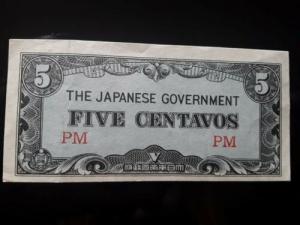 5 5
THE JAPANESE GOVERNMENT
FIVE CENTAVOS
PM PM